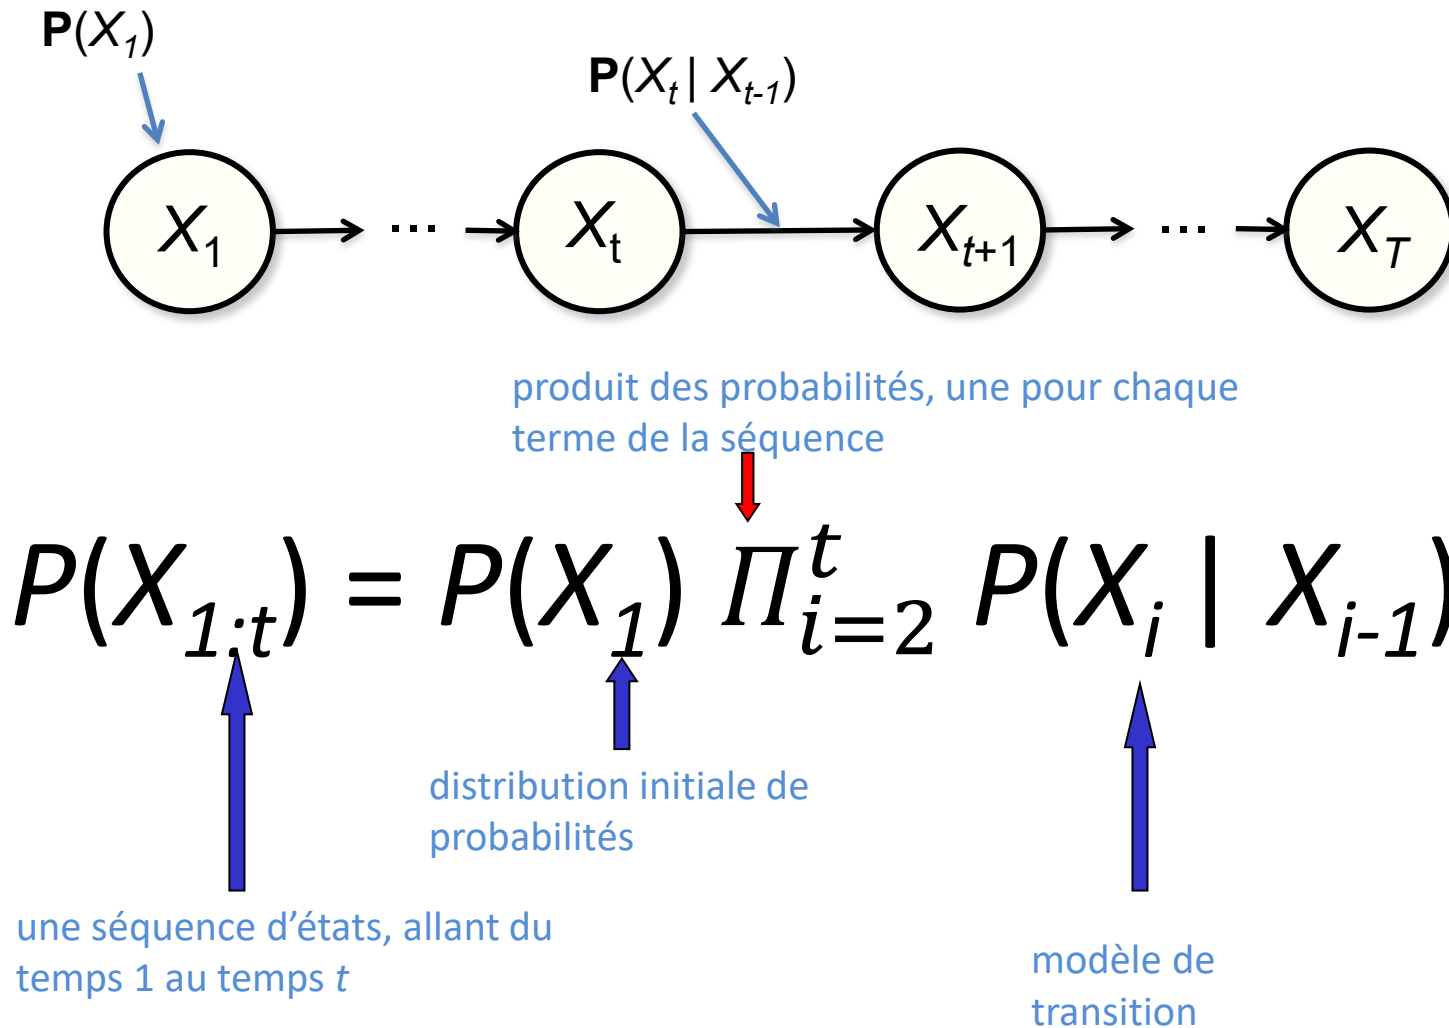 P(X1)
P(Xt | Xt-1)
X1 ... Xt Xt+1 ... XT
produit des probabilités, une pour chaque
terme de la séquence
P(X1:t) = P(X1) Π^t_i=2 P(Xi | Xi-1)
distribution initiale de
probabilités
une séquence d’états, allant du
temps 1 au temps t
modèle de
transition